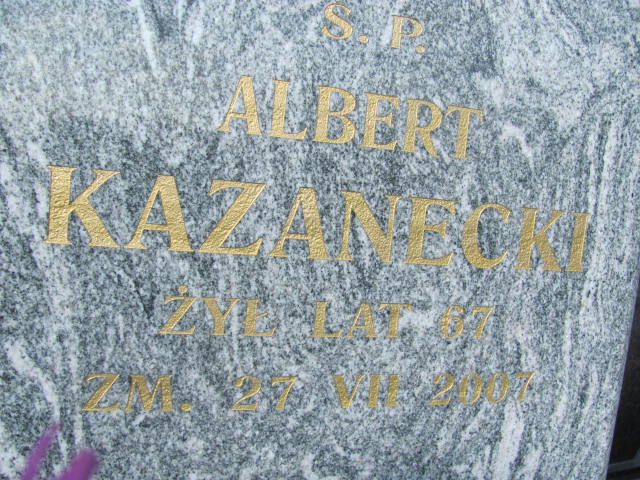 Ś.P.
ALBERT
KAZANECKI
ŻYŁ LAT 67
ZM. 27 VII 2007